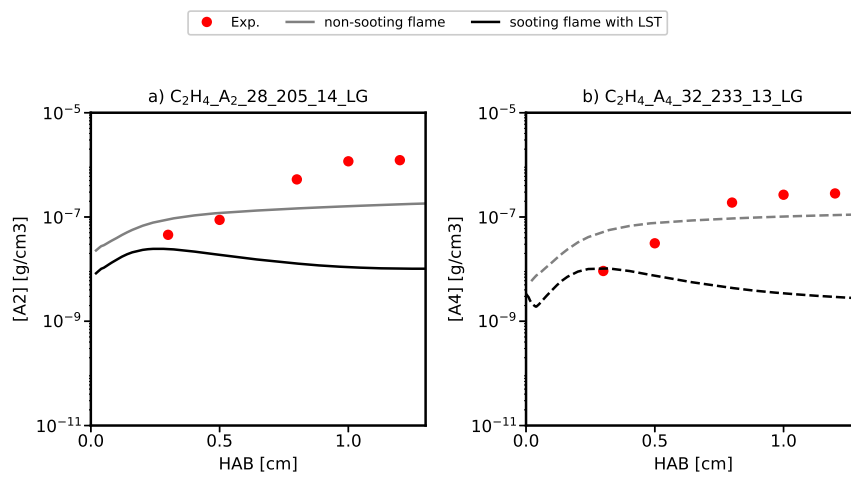 Exp. non-sooting flame sooting flame with LST
a) C₂H₄_A₂_28_205_14_LG
b) C₂H₄_A₄_32_233_13_LG
10⁻⁵
10⁻⁷
10⁻⁹
10⁻¹¹
[A2] [g/cm3]
0.0 0.5 1.0
HAB [cm]
10⁻⁵
10⁻⁷
10⁻⁹
10⁻¹¹
[A4] [g/cm3]
0.0 0.5 1.0
HAB [cm]